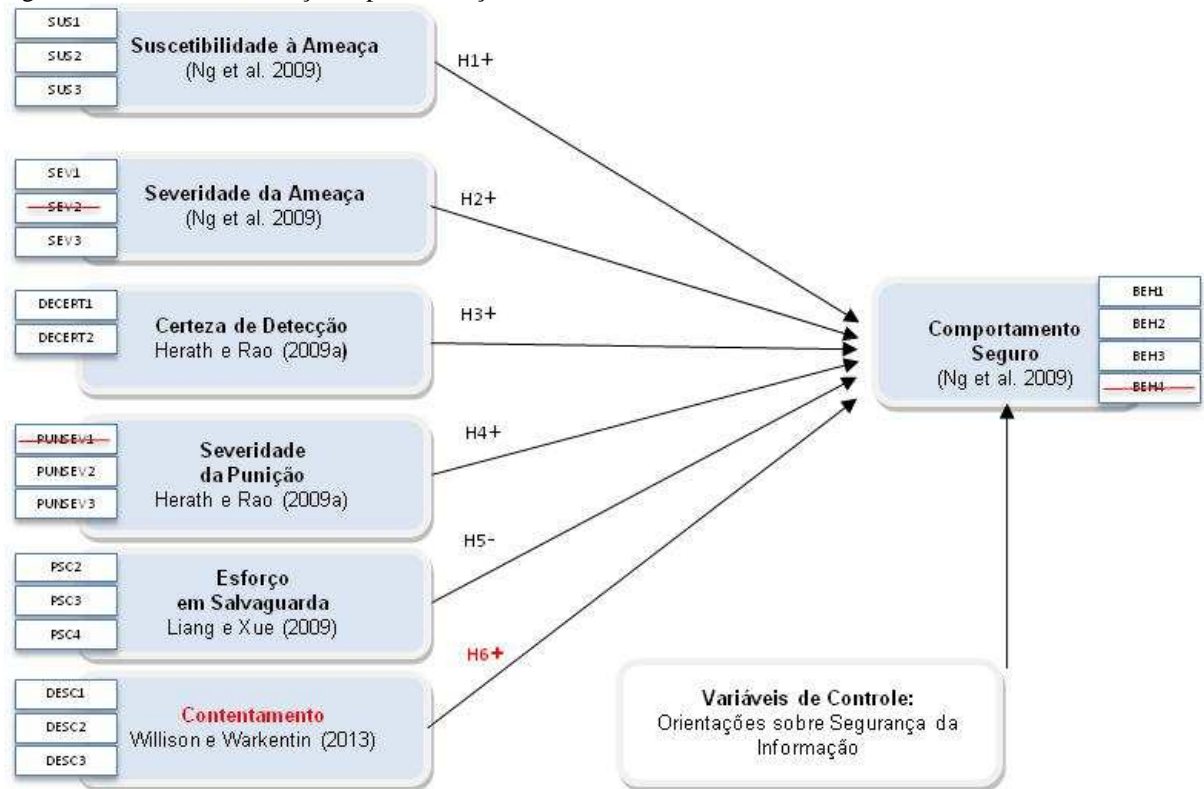 SUS1
SUS2
SUS3
Suscetibilidade à Ameaça
(Ng et al. 2009)
H1+
SEV1
SEV2
SEV3
Severidade da Ameaça
(Ng et al. 2009)
H2+
DECERT1
DECERT2
Certeza de Detecção
Herath e Rao (2009a)
H3+
PUNSEV1
PUNSEV2
PUNSEV3
Severidade
da Punição
Herath e Rao (2009a)
H4+
PSC2
PSC3
PSC4
Esforço
em Salvaguarda
Liang e Xue (2009)
H5-
DESC1
DESC2
DESC3
Contentamento
Willison e Warkentin (2013)
H6+
Comportamento
Seguro
(Ng et al. 2009)
BEH1
BEH2
BEH3
BEH4
Variáveis de Controle:
Orientações sobre Segurança da
Informação